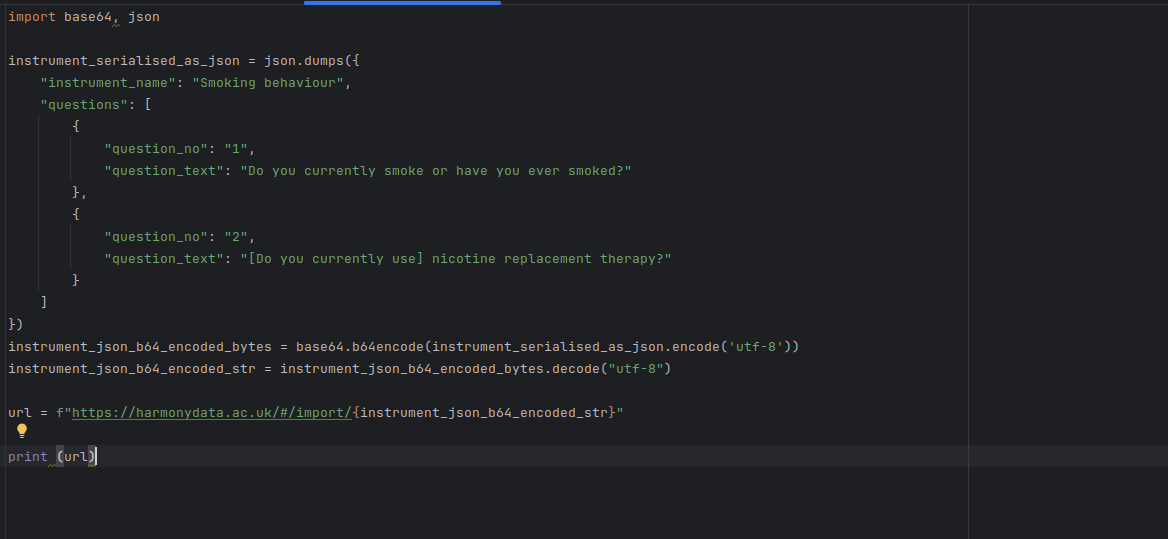 import base64, json
instrument_serialised_as_json = json.dumps({
"instrument_name": "Smoking behaviour",
"questions": [
{
"question_no": "1",
"question_text": "Do you currently smoke or have you ever smoked?"
},
{
"question_no": "2",
"question_text": "[Do you currently use] nicotine replacement therapy?"
}
]
})
instrument_json_b64_encoded_bytes = base64.b64encode(instrument_serialised_as_json.encode('utf-8'))
instrument_json_b64_encoded_str = instrument_json_b64_encoded_bytes.decode("utf-8")
url = f"https://harmonydata.ac.uk/#/import/{instrument_json_b64_encoded_str}"
print (url)